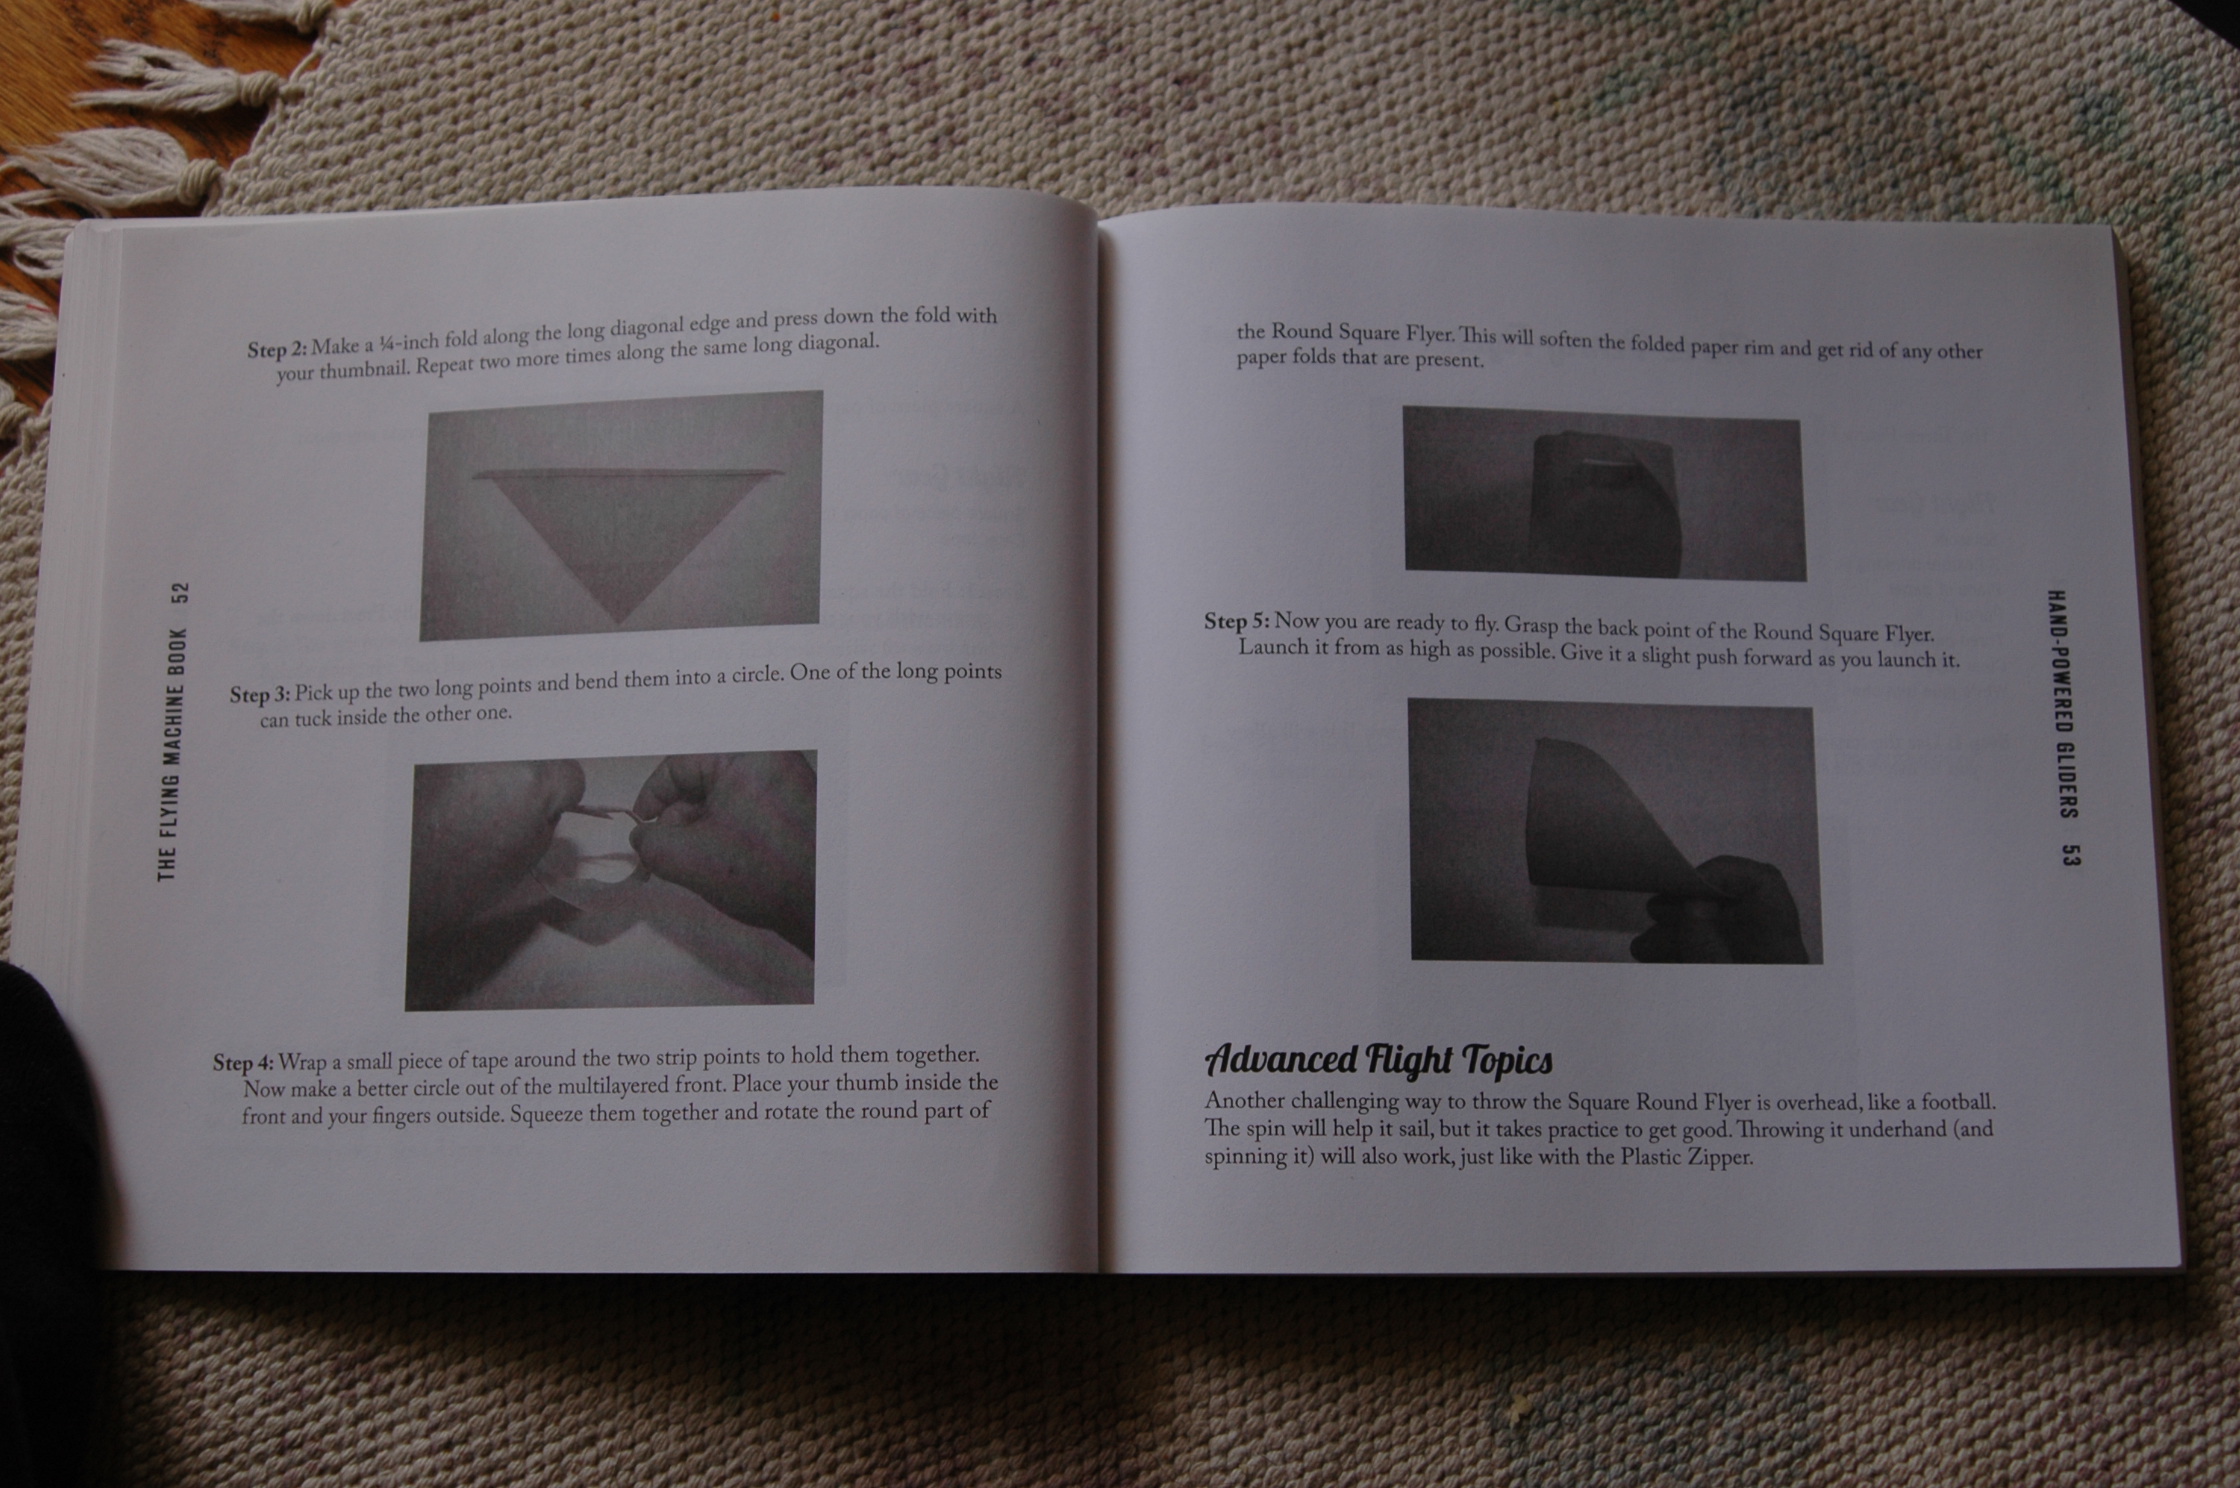 Step 2: Make a ¼-inch fold along the long diagonal edge and press down the fold with
your thumbnail. Repeat two more times along the same long diagonal.
Step 3: Pick up the two long points and bend them into a circle. One of the long points
can tuck inside the other one.
Step 4: Wrap a small piece of tape around the two strip points to hold them together.
Now make a better circle out of the multilayered front. Place your thumb inside the
front and your fingers outside. Squeeze them together and rotate the round part of
THE FLYING MACHINE BOOK 52
the Round Square Flyer. This will soften the folded paper rim and get rid of any other
paper folds that are present.
Step 5: Now you are ready to fly. Grasp the back point of the Round Square Flyer.
Launch it from as high as possible. Give it a slight push forward as you launch it.
Advanced Flight Topics
Another challenging way to throw the Square Round Flyer is overhead, like a football.
The spin will help it sail, but it takes practice to get good. Throwing it underhand (and
spinning it) will also work, just like with the Plastic Zipper.
HAND-POWERED GLIDERS 53